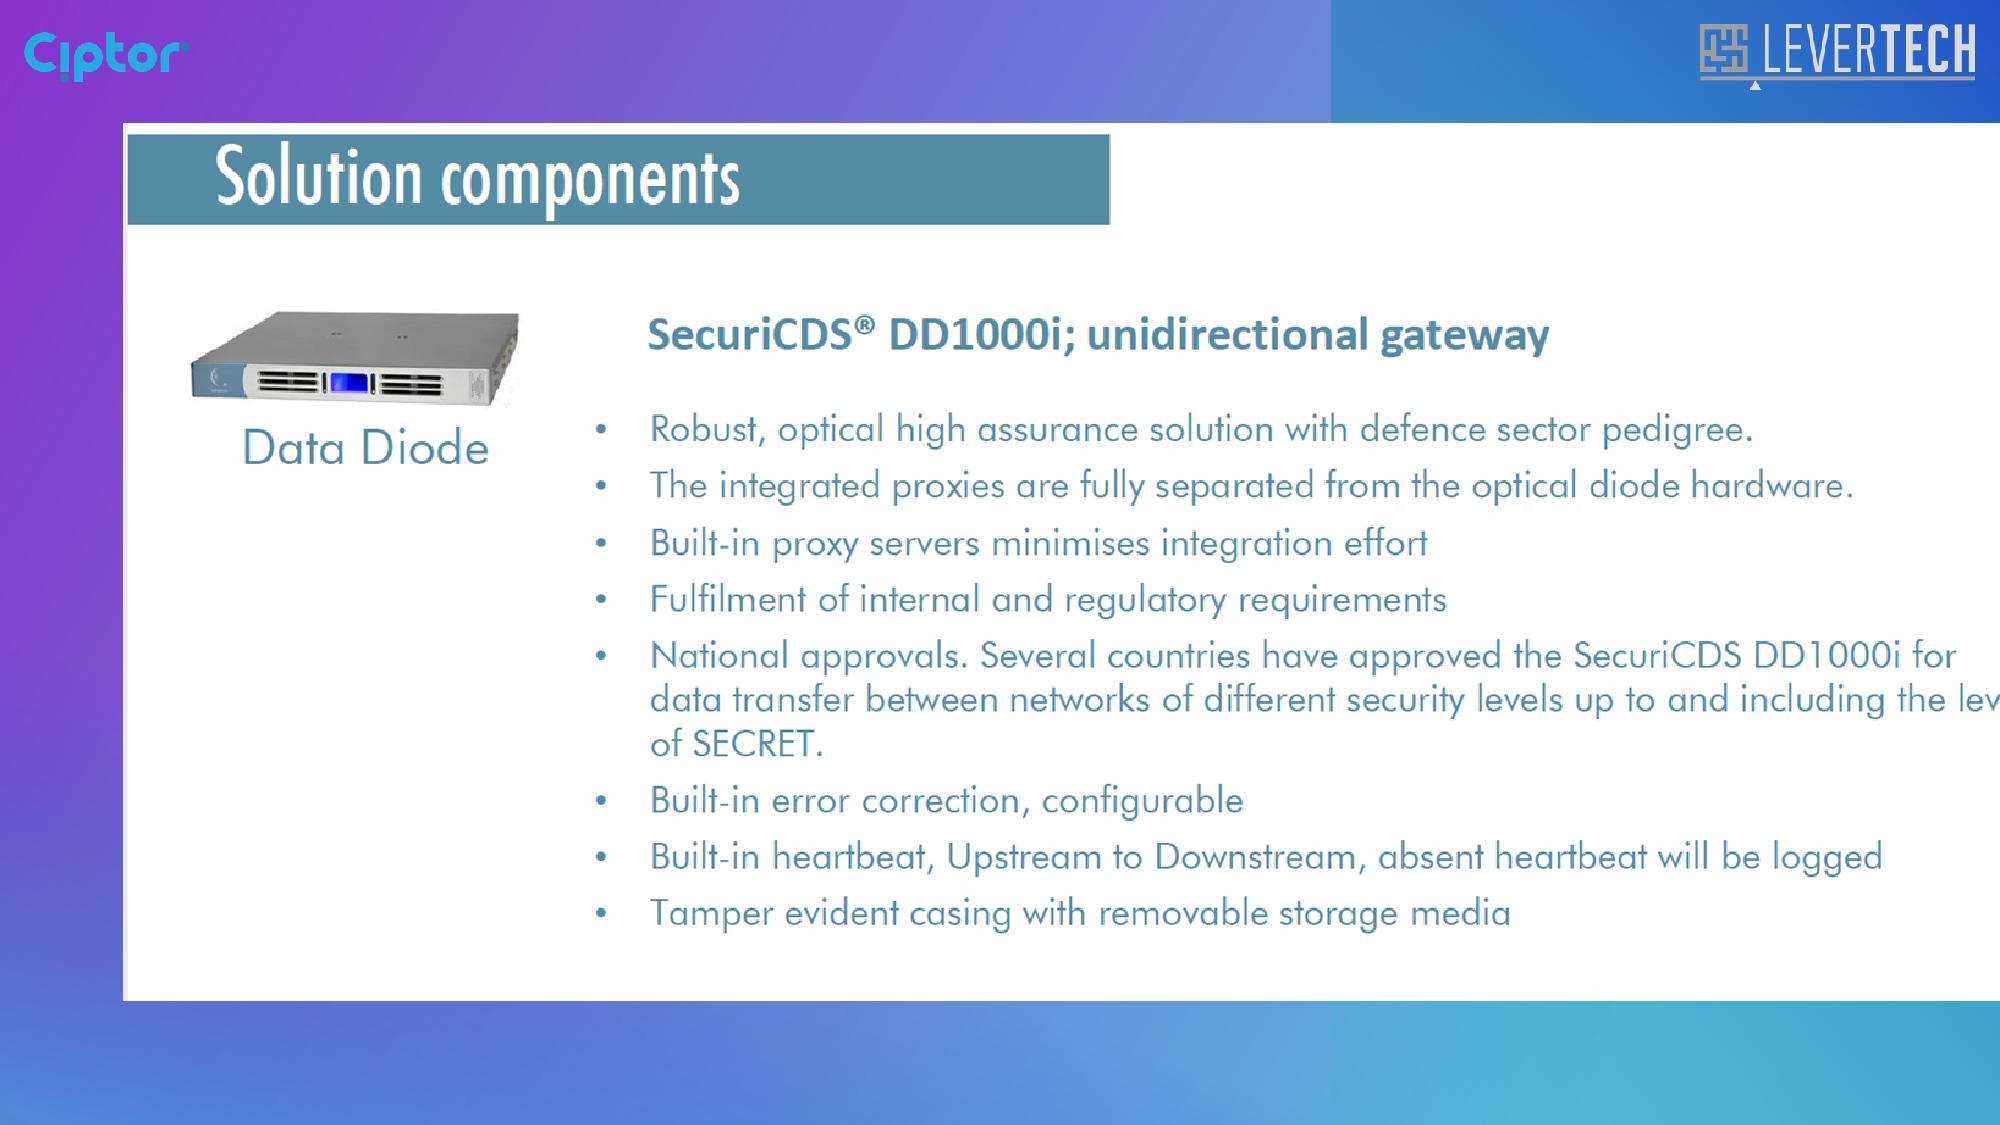 Ciptor
LEVERTECH
Solution components
SecuriCDS® DD1000i; unidirectional gateway
Data Diode
• Robust, optical high assurance solution with defence sector pedigree.
• The integrated proxies are fully separated from the optical diode hardware.
• Built-in proxy servers minimises integration effort
• Fulfilment of internal and regulatory requirements
• National approvals. Several countries have approved the SecuriCDS DD1000i for
data transfer between networks of different security levels up to and including the lev
of SECRET.
• Built-in error correction, configurable
• Built-in heartbeat, Upstream to Downstream, absent heartbeat will be logged
• Tamper evident casing with removable storage media